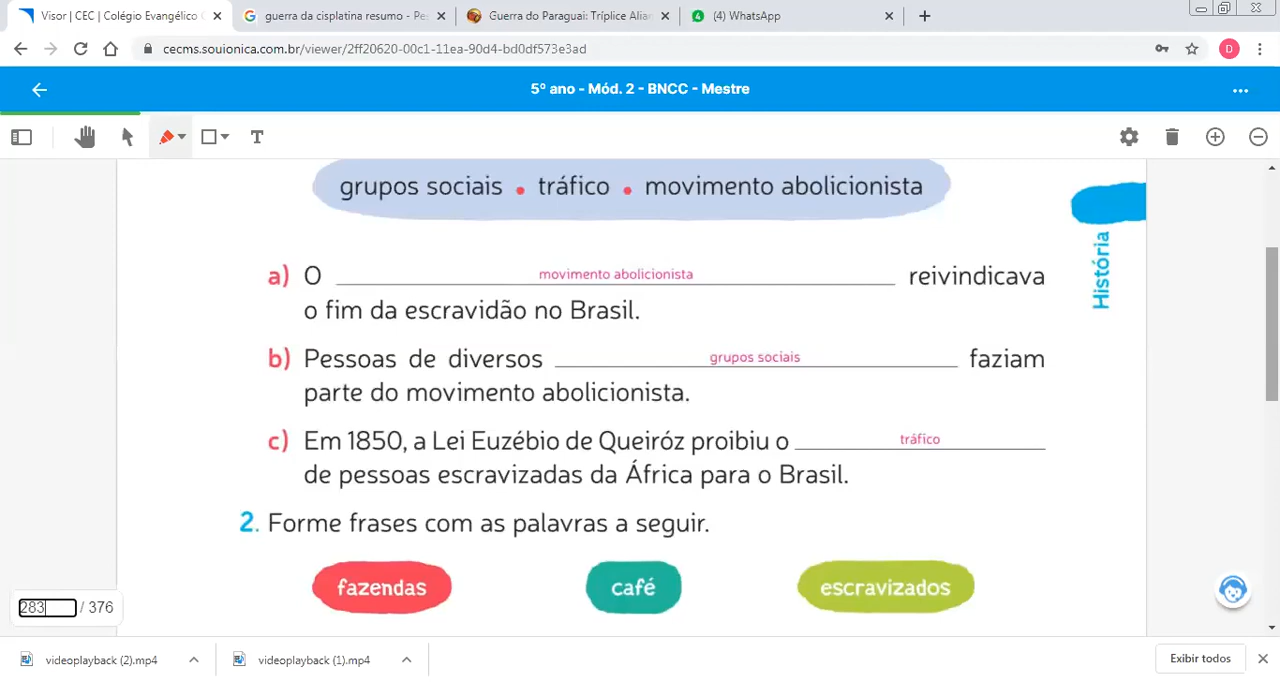 Visor | CEC | Colégio Evangélico
guerra da cisplatina resumo - Pe
Guerra do Paraguai: Tríplice Alian
(4) WhatsApp
cecms.souionica.com.br/viewer/2ff20620-00c1-11ea-90d4-bd0df573e3ad
D
5º ano - Mód. 2 - BNCC - Mestre
T
grupos sociais • tráfico • movimento abolicionista
História
a) O movimento abolicionista reivindicava
o fim da escravidão no Brasil.
b) Pessoas de diversos grupos sociais faziam
parte do movimento abolicionista.
c) Em 1850, a Lei Euzébio de Queiróz proibiu o tráfico
de pessoas escravizadas da África para o Brasil.
2. Forme frases com as palavras a seguir.
fazendas café escravizados
283 / 376
videoplayback (2).mp4
videoplayback (1).mp4
Exibir todos